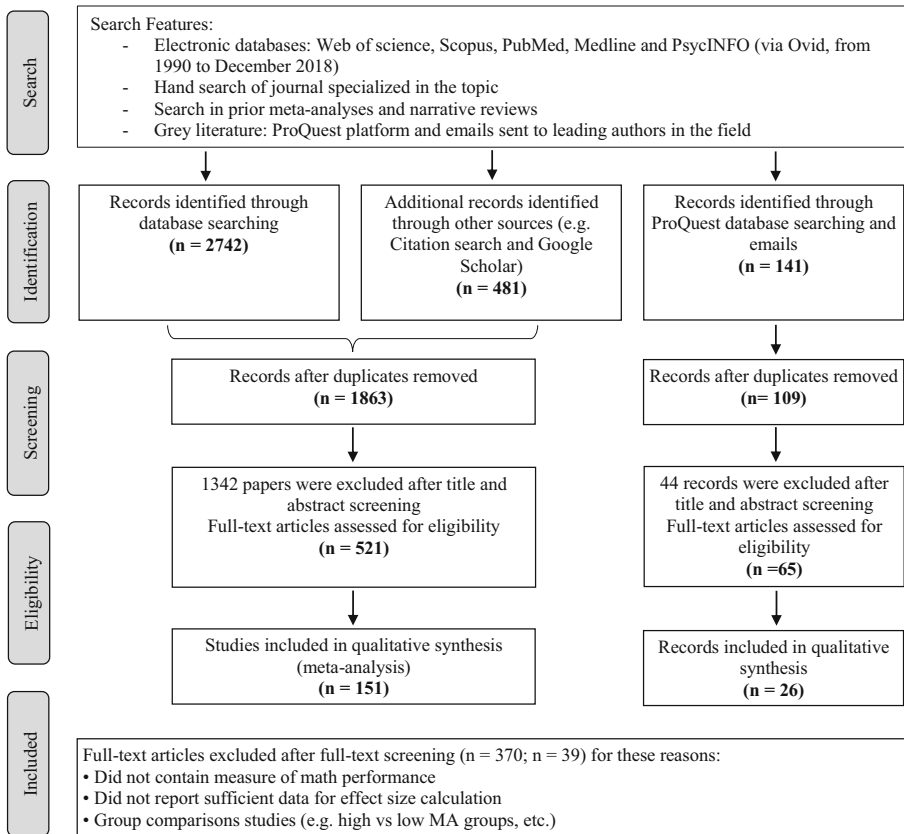 Search
Search Features:
- Electronic databases: Web of science, Scopus, PubMed, Medline and PsycINFO (via Ovid, from
1990 to December 2018)
- Hand search of journal specialized in the topic
- Search in prior meta-analyses and narrative reviews
- Grey literature: ProQuest platform and emails sent to leading authors in the field
Identification
Records identified through
database searching
(n = 2742)
Additional records identified
through other sources (e.g.
Citation search and Google
Scholar)
(n = 481)
Records identified through
ProQuest database searching and
emails
(n = 141)
Screening
Records after duplicates removed
(n = 1863)
Records after duplicates removed
(n= 109)
1342 papers were excluded after title and
abstract screening
Full-text articles assessed for eligibility
(n = 521)
44 records were excluded after
title and abstract screening
Full-text articles assessed for
eligibility
(n =65)
Eligibility
Studies included in qualitative synthesis
(meta-analysis)
(n = 151)
Records included in qualitative
synthesis
(n = 26)
Included
Full-text articles excluded after full-text screening (n = 370; n = 39) for these reasons:
• Did not contain measure of math performance
• Did not report sufficient data for effect size calculation
• Group comparisons studies (e.g. high vs low MA groups, etc.)